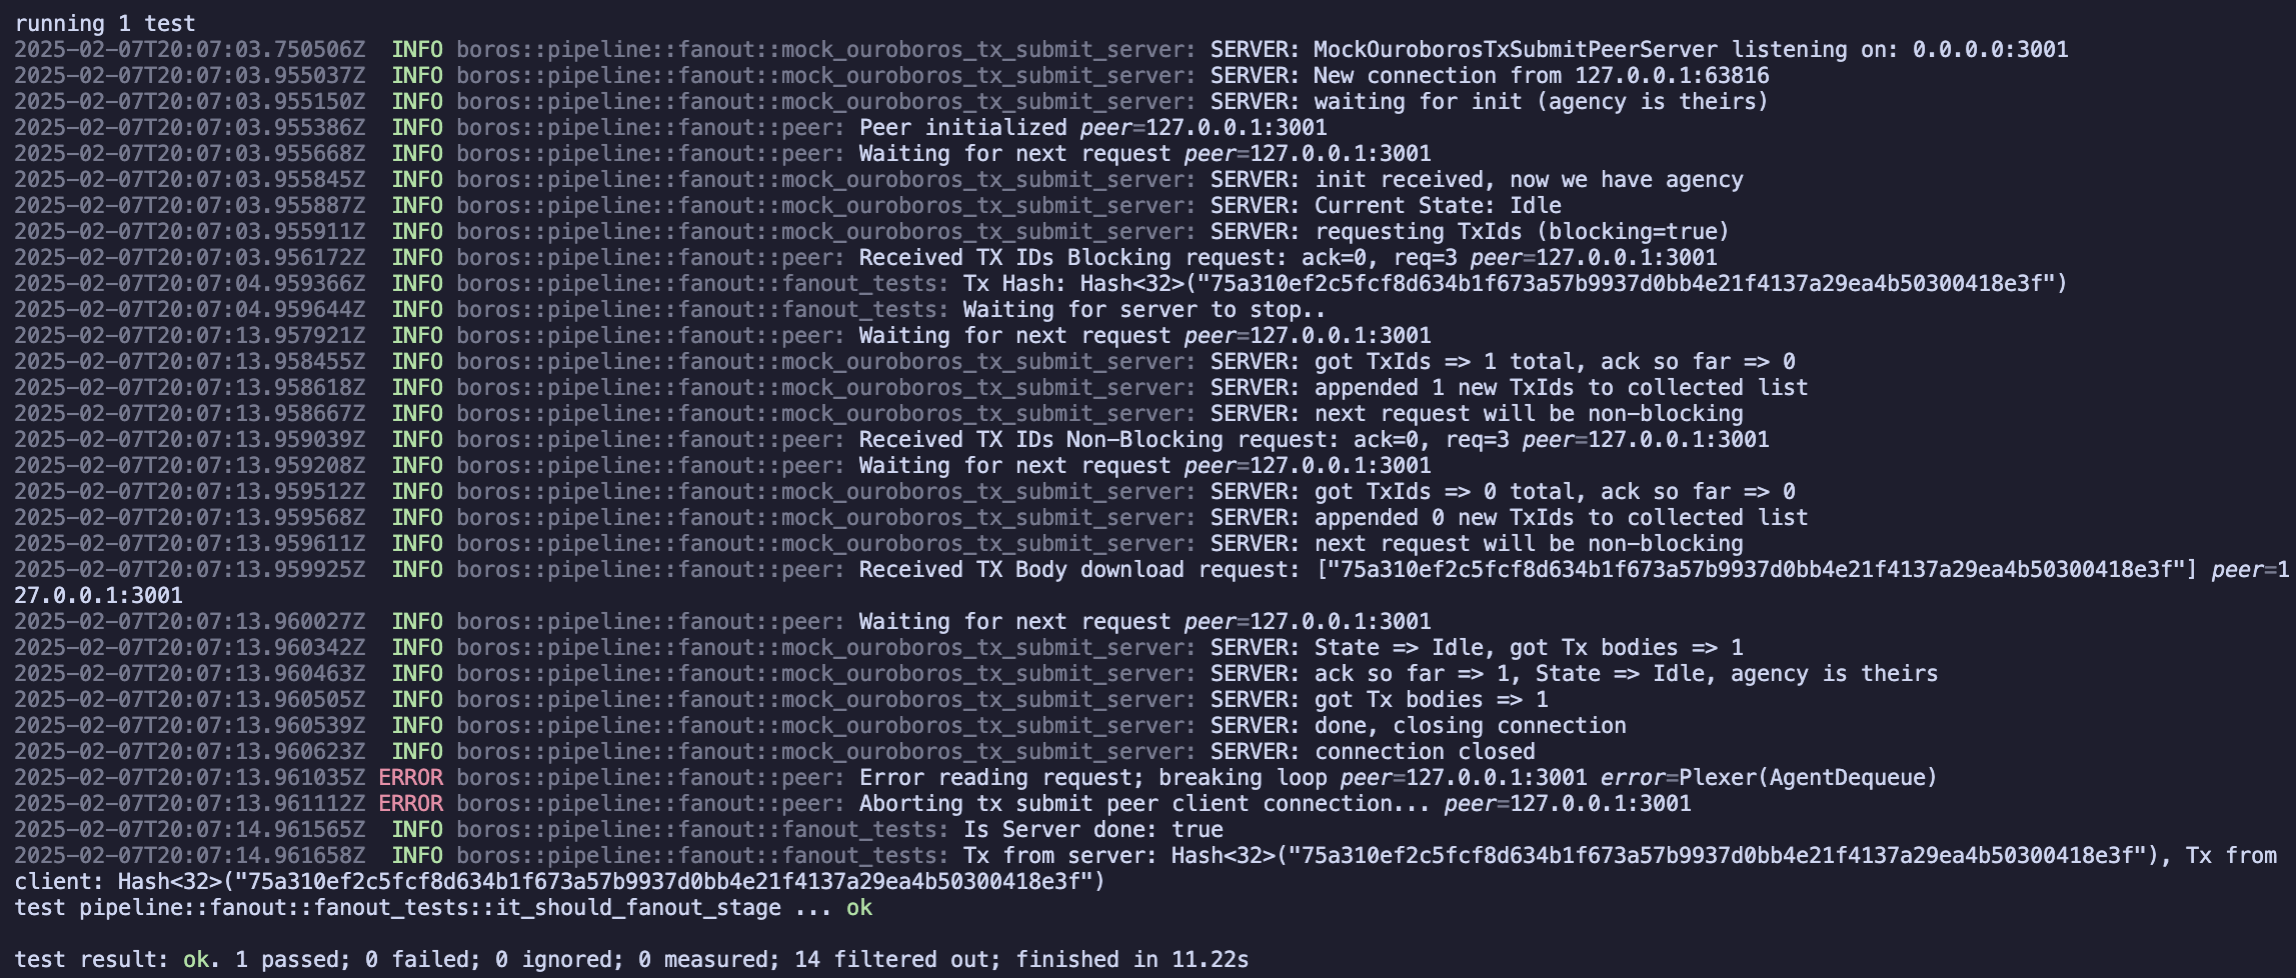 running 1 test
2025-02-07T20:07:03.750506Z  INFO boros::pipeline::fanout::mock_ouroboros_tx_submit_server: SERVER: MockOuroborosTxSubmitPeerServer listening on: 0.0.0.0:3001
2025-02-07T20:07:03.955037Z  INFO boros::pipeline::fanout::mock_ouroboros_tx_submit_server: SERVER: New connection from 127.0.0.1:63816
2025-02-07T20:07:03.955150Z  INFO boros::pipeline::fanout::mock_ouroboros_tx_submit_server: SERVER: waiting for init (agency is theirs)
2025-02-07T20:07:03.955386Z  INFO boros::pipeline::fanout::peer: Peer initialized peer=127.0.0.1:3001
2025-02-07T20:07:03.955668Z  INFO boros::pipeline::fanout::peer: Waiting for next request peer=127.0.0.1:3001
2025-02-07T20:07:03.955845Z  INFO boros::pipeline::fanout::mock_ouroboros_tx_submit_server: SERVER: init received, now we have agency
2025-02-07T20:07:03.955887Z  INFO boros::pipeline::fanout::mock_ouroboros_tx_submit_server: SERVER: Current State: Idle
2025-02-07T20:07:03.955911Z  INFO boros::pipeline::fanout::mock_ouroboros_tx_submit_server: SERVER: requesting TxIds (blocking=true)
2025-02-07T20:07:03.956172Z  INFO boros::pipeline::fanout::peer: Received TX IDs Blocking request: ack=0, req=3 peer=127.0.0.1:3001
2025-02-07T20:07:04.959366Z  INFO boros::pipeline::fanout::fanout_tests: Tx Hash: Hash<32>("75a310ef2c5fcf8d634b1f673a57b9937d0bb4e21f4137a29ea4b50300418e3f")
2025-02-07T20:07:04.959644Z  INFO boros::pipeline::fanout::fanout_tests: Waiting for server to stop..
2025-02-07T20:07:13.957921Z  INFO boros::pipeline::fanout::peer: Waiting for next request peer=127.0.0.1:3001
2025-02-07T20:07:13.958455Z  INFO boros::pipeline::fanout::mock_ouroboros_tx_submit_server: SERVER: got TxIds => 1 total, ack so far => 0
2025-02-07T20:07:13.958618Z  INFO boros::pipeline::fanout::mock_ouroboros_tx_submit_server: SERVER: appended 1 new TxIds to collected list
2025-02-07T20:07:13.958667Z  INFO boros::pipeline::fanout::mock_ouroboros_tx_submit_server: SERVER: next request will be non-blocking
2025-02-07T20:07:13.959039Z  INFO boros::pipeline::fanout::peer: Received TX IDs Non-Blocking request: ack=0, req=3 peer=127.0.0.1:3001
2025-02-07T20:07:13.959208Z  INFO boros::pipeline::fanout::peer: Waiting for next request peer=127.0.0.1:3001
2025-02-07T20:07:13.959512Z  INFO boros::pipeline::fanout::mock_ouroboros_tx_submit_server: SERVER: got TxIds => 0 total, ack so far => 0
2025-02-07T20:07:13.959568Z  INFO boros::pipeline::fanout::mock_ouroboros_tx_submit_server: SERVER: appended 0 new TxIds to collected list
2025-02-07T20:07:13.959611Z  INFO boros::pipeline::fanout::mock_ouroboros_tx_submit_server: SERVER: next request will be non-blocking
2025-02-07T20:07:13.959925Z  INFO boros::pipeline::fanout::peer: Received TX Body download request: ["75a310ef2c5fcf8d634b1f673a57b9937d0bb4e21f4137a29ea4b50300418e3f"] peer=1
27.0.0.1:3001
2025-02-07T20:07:13.960027Z  INFO boros::pipeline::fanout::peer: Waiting for next request peer=127.0.0.1:3001
2025-02-07T20:07:13.960342Z  INFO boros::pipeline::fanout::mock_ouroboros_tx_submit_server: SERVER: State => Idle, got Tx bodies => 1
2025-02-07T20:07:13.960463Z  INFO boros::pipeline::fanout::mock_ouroboros_tx_submit_server: SERVER: ack so far => 1, State => Idle, agency is theirs
2025-02-07T20:07:13.960505Z  INFO boros::pipeline::fanout::mock_ouroboros_tx_submit_server: SERVER: got Tx bodies => 1
2025-02-07T20:07:13.960539Z  INFO boros::pipeline::fanout::mock_ouroboros_tx_submit_server: SERVER: done, closing connection
2025-02-07T20:07:13.960623Z  INFO boros::pipeline::fanout::mock_ouroboros_tx_submit_server: SERVER: connection closed
2025-02-07T20:07:13.961035Z ERROR boros::pipeline::fanout::peer: Error reading request; breaking loop peer=127.0.0.1:3001 error=Plexer(AgentDequeue)
2025-02-07T20:07:13.961112Z ERROR boros::pipeline::fanout::peer: Aborting tx submit peer client connection... peer=127.0.0.1:3001
2025-02-07T20:07:14.961565Z  INFO boros::pipeline::fanout::fanout_tests: Is Server done: true
2025-02-07T20:07:14.961658Z  INFO boros::pipeline::fanout::fanout_tests: Tx from server: Hash<32>("75a310ef2c5fcf8d634b1f673a57b9937d0bb4e21f4137a29ea4b50300418e3f"), Tx from
client: Hash<32>("75a310ef2c5fcf8d634b1f673a57b9937d0bb4e21f4137a29ea4b50300418e3f")
test pipeline::fanout::fanout_tests::it_should_fanout_stage ... ok

test result: ok. 1 passed; 0 failed; 0 ignored; 0 measured; 14 filtered out; finished in 11.22s